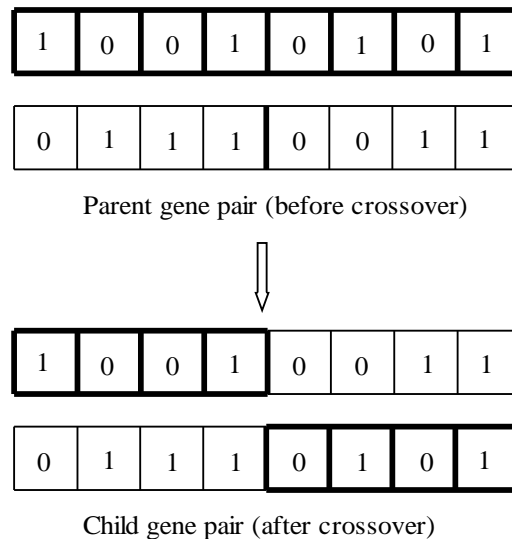 1 0 0 1 0 1 0 1
0 1 1 1 0 0 1 1
Parent gene pair (before crossover)
1 0 0 1 0 0 1 1
0 1 1 1 0 1 0 1
Child gene pair (after crossover)